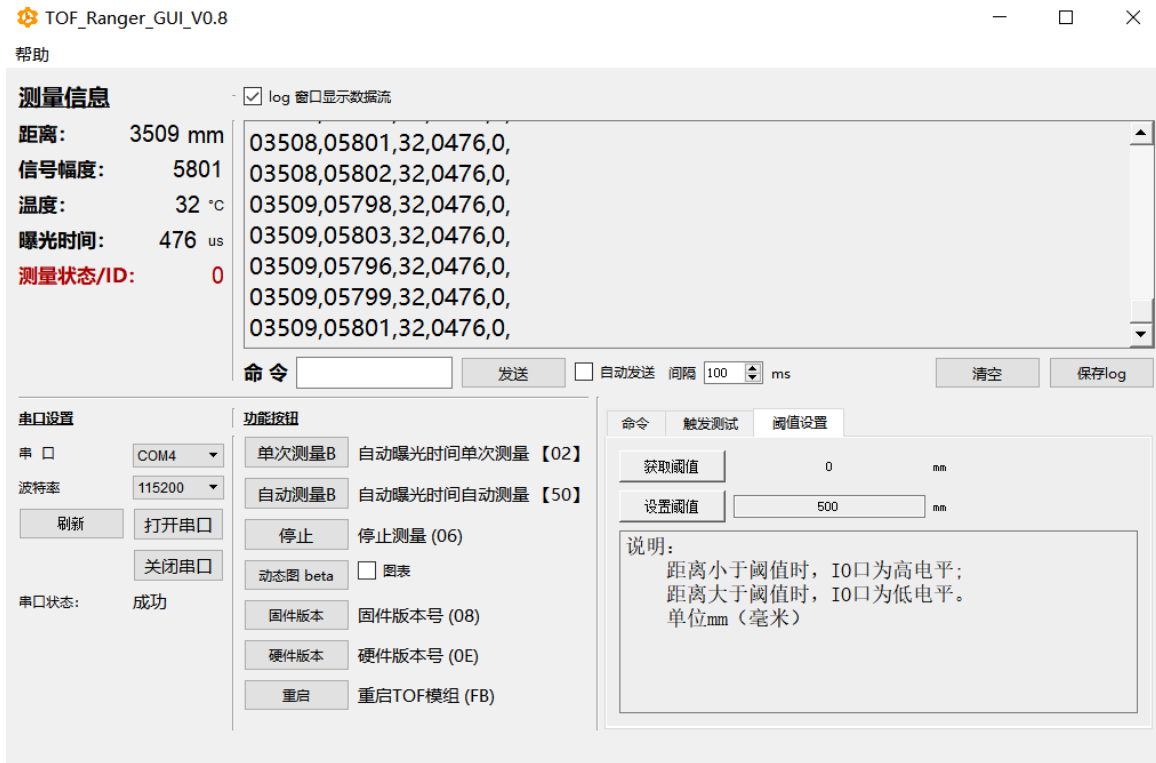 TOF_Ranger_GUI_V0.8
帮助
测量信息
距离: 3509 mm
信号幅度: 5801
温度: 32 °C
曝光时间: 476 us
测量状态/ID: 0
log 窗口显示数据流
03508,05801,32,0476,0,
03508,05802,32,0476,0,
03509,05798,32,0476,0,
03509,05803,32,0476,0,
03509,05796,32,0476,0,
03509,05799,32,0476,0,
03509,05801,32,0476,0,
命 令 发送 自动发送 间隔 100 ms 清空 保存log
串口设置
串 口 COM4
波特率 115200
刷新 打开串口
关闭串口
串口状态: 成功
功能按钮
单次测量B 自动曝光时间单次测量 【02】
自动测量B 自动曝光时间自动测量 【50】
停止 停止测量 (06)
动态图 beta 图表
固件版本 固件版本号 (08)
硬件版本 硬件版本号 (0E)
重启 重启TOF模组 (FB)
命令 触发测试 阈值设置
获取阈值 0 mm
设置阈值 500 mm
说明:
距离小于阈值时，IO口为高电平;
距离大于阈值时，IO口为低电平。
单位mm（毫米）